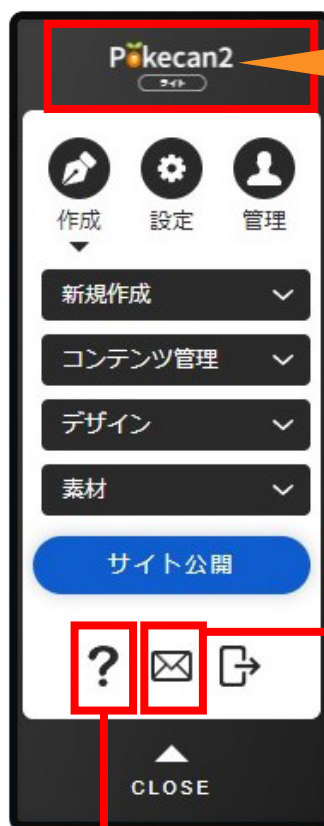 Pokecan2
ライト
作成 設定 管理
新規作成
コンテンツ管理
デザイン
素材
サイト公開
?
CLOSE